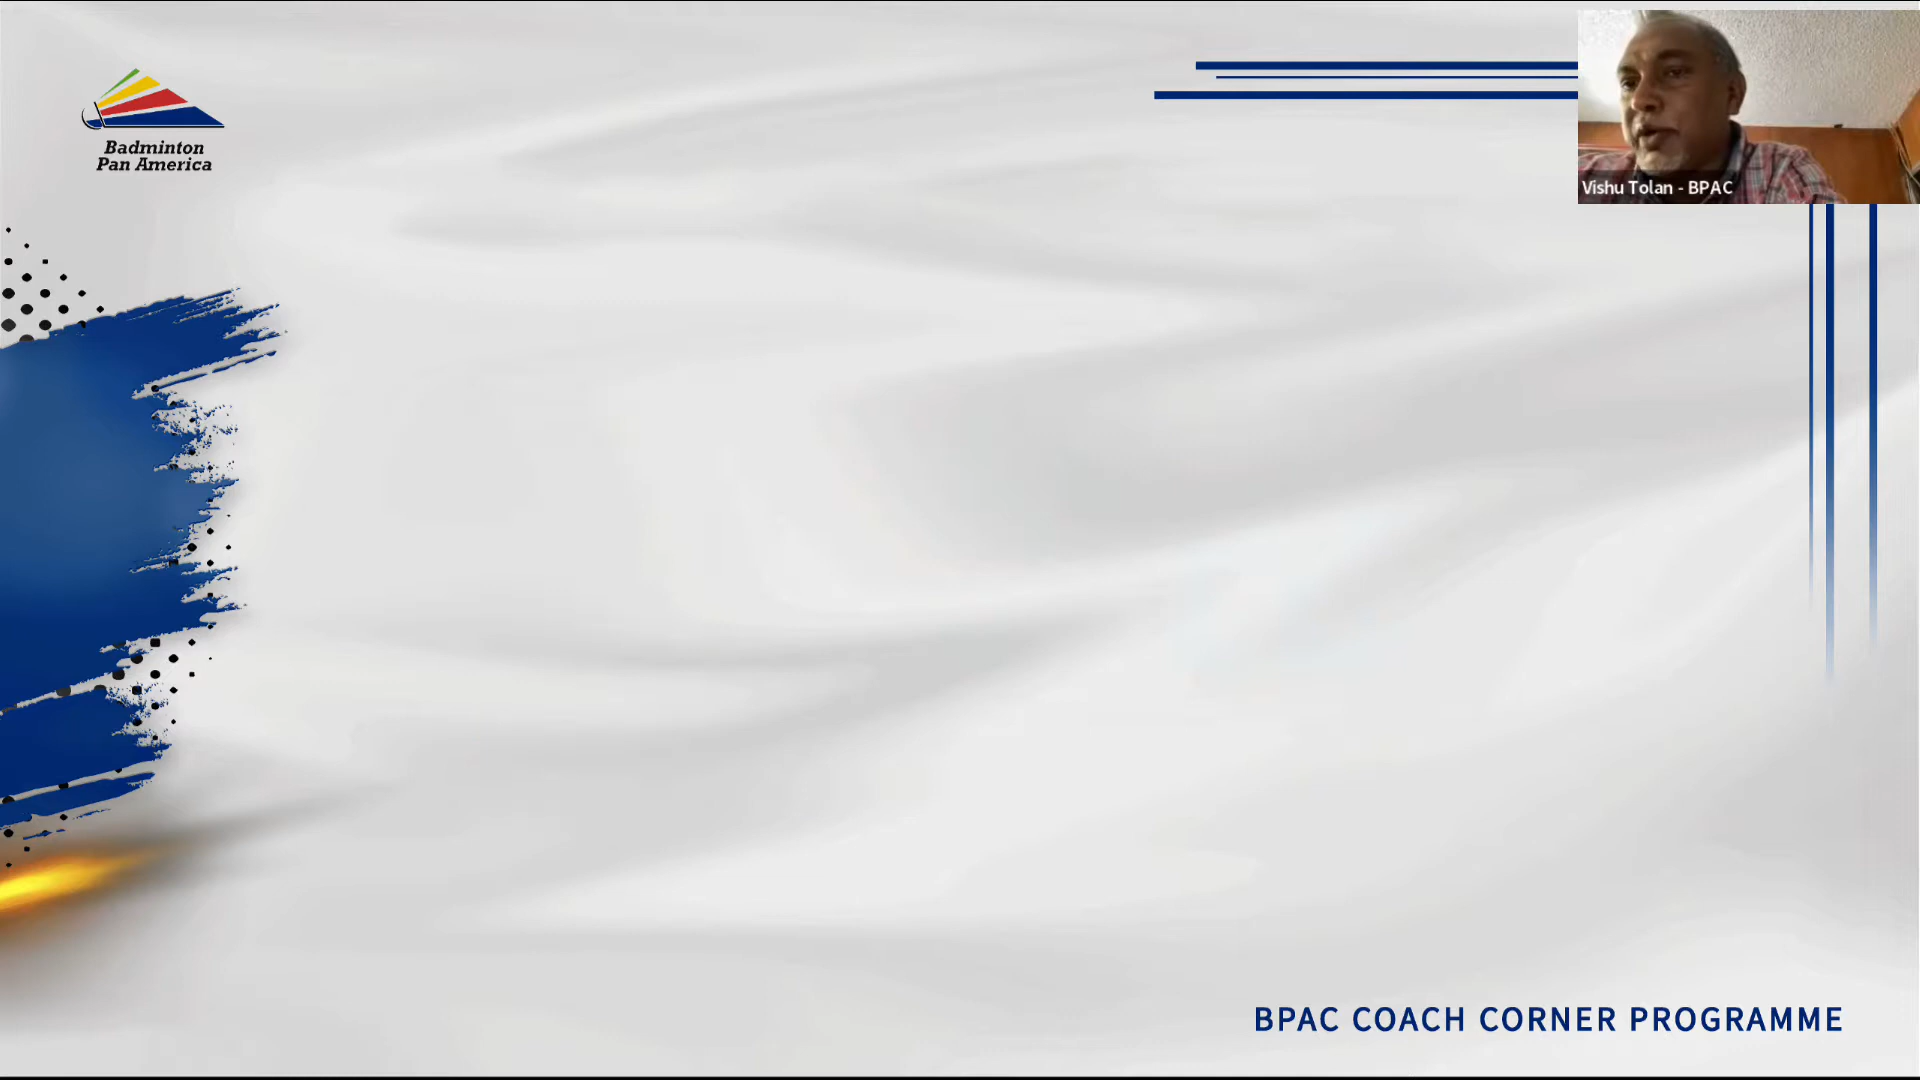 Badminton
Pan America
Vishu Tolan - BPAC
BPAC COACH CORNER PROGRAMME